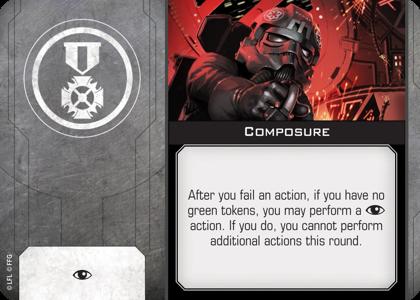 COMPOSURE
After you fail an action, if you have no
green tokens, you may perform a
action. If you do, you cannot perform
additional actions this round.
© LFL © FFG